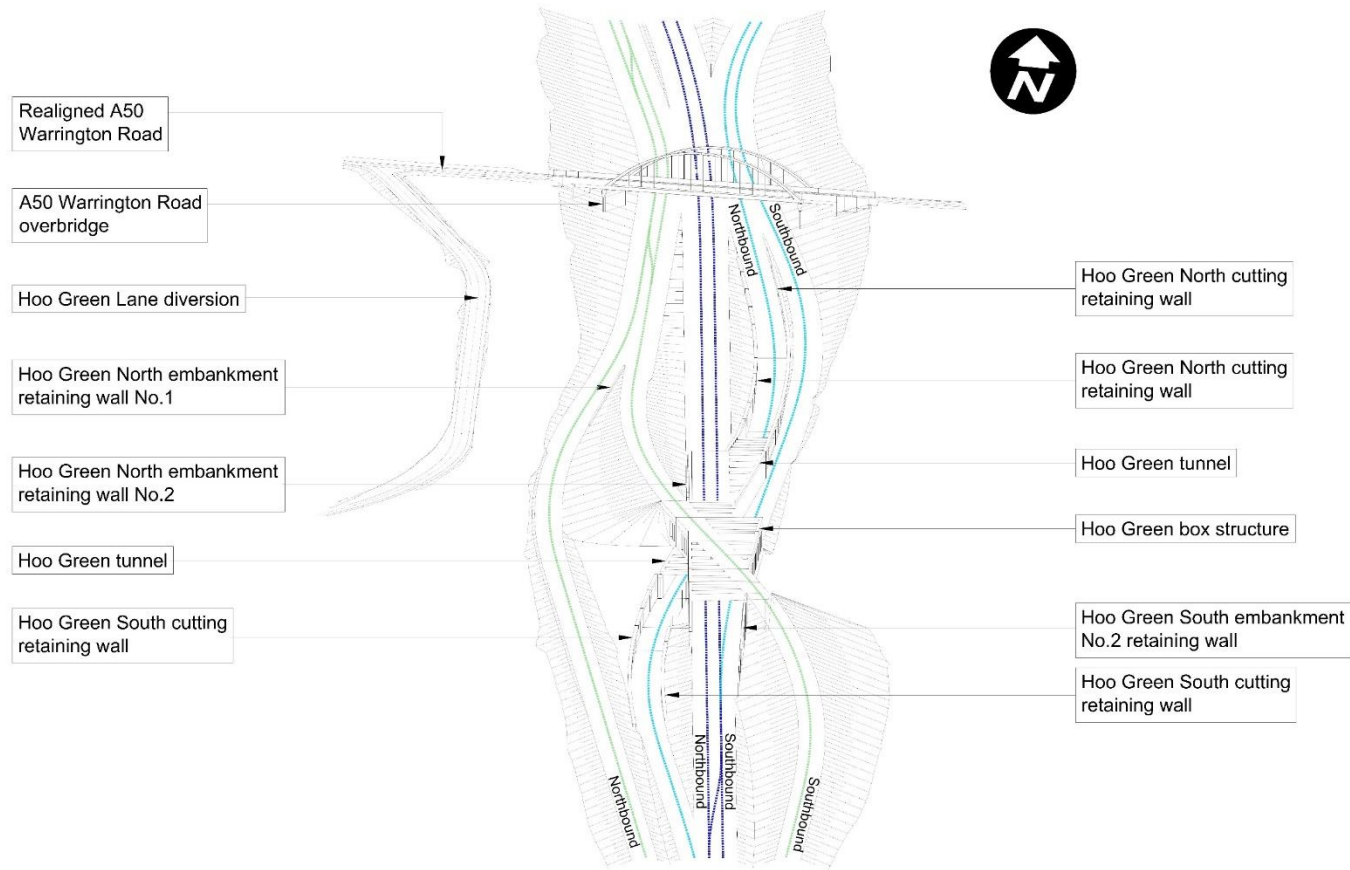 N
Realigned A50
Warrington Road
A50 Warrington Road
overbridge
Hoo Green Lane diversion
Hoo Green North embankment
retaining wall No.1
Hoo Green North embankment
retaining wall No.2
Hoo Green tunnel
Hoo Green South cutting
retaining wall
Northbound
Southbound
Northbound
Northbound
Southbound
Southbound
Hoo Green North cutting
retaining wall
Hoo Green North cutting
retaining wall
Hoo Green tunnel
Hoo Green box structure
Hoo Green South embankment
No.2 retaining wall
Hoo Green South cutting
retaining wall